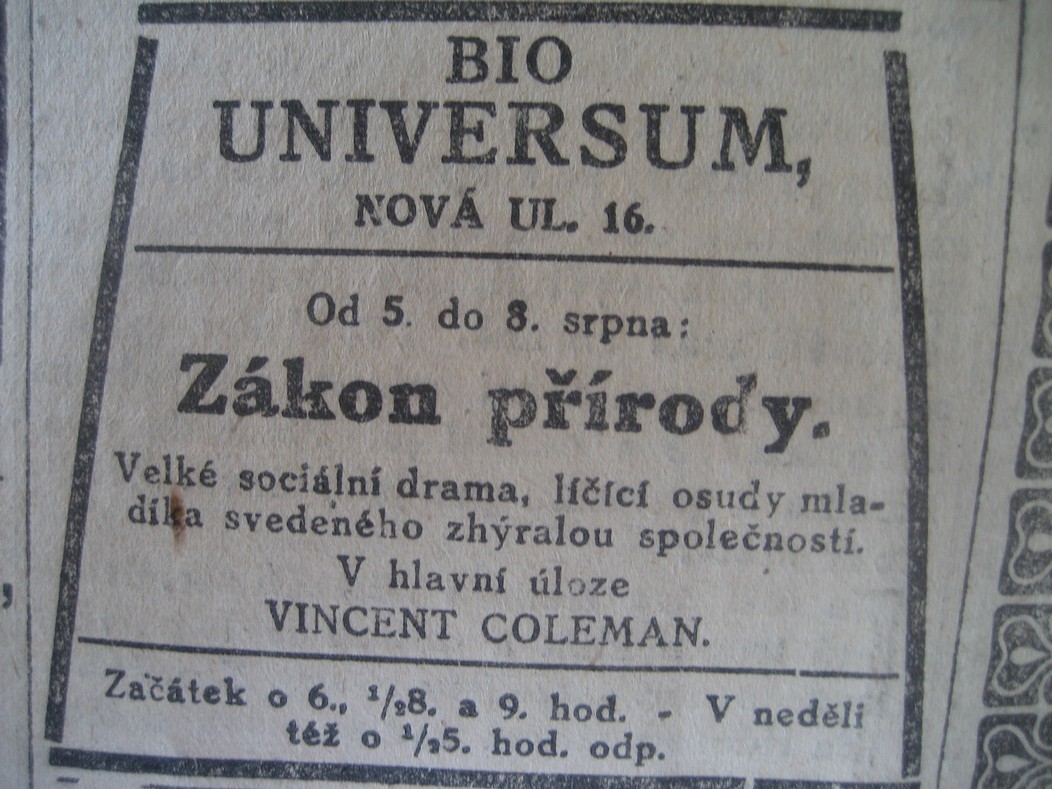 BIO
UNIVERSUM,
NOVÁ UL. 16.
Od 5. do 8. srpna:
Zákon přírody.
Velké sociální drama, líčící osudy mla-
díka svedeného zhýralou společností.
V hlavní úloze
VINCENT COLEMAN.
Začátek o 6., 1/28. a 9. hod. - V neděli
též o 1/25. hod. odp.